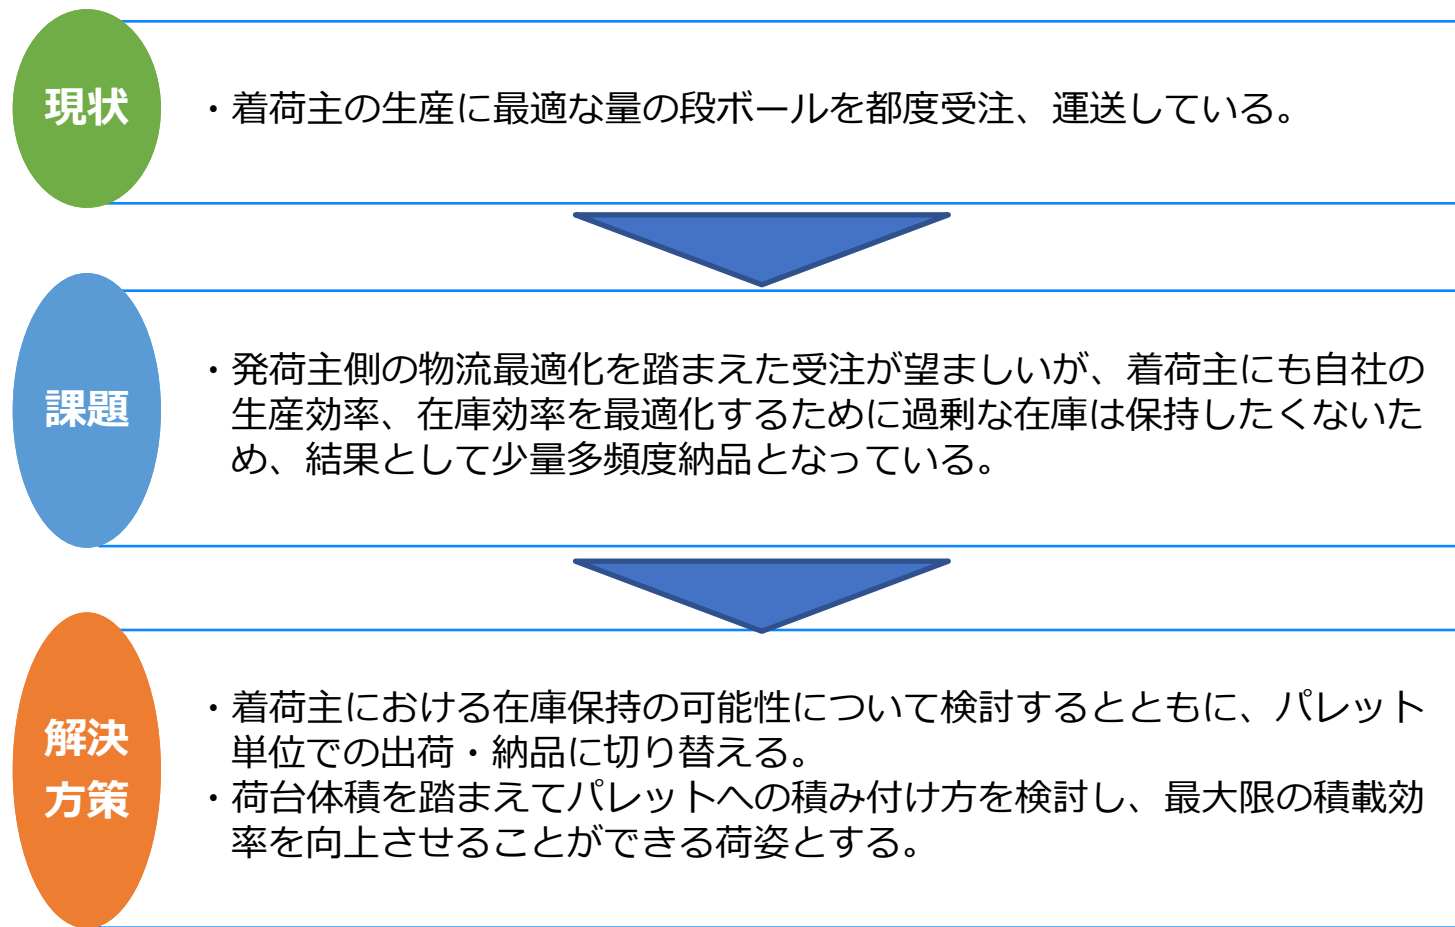 現状
・着荷主の生産に最適な量の段ボールを都度受注、運送している。
課題
・発荷主側の物流最適化を踏まえた受注が望ましいが、着荷主にも自社の
生産効率、在庫効率を最適化するために過剰な在庫は保持したくないた
め、結果として少量多頻度納品となっている。
解決
方策
・着荷主における在庫保持の可能性について検討するとともに、パレット
単位での出荷・納品に切り替える。
・荷台体積を踏まえてパレットへの積み付け方を検討し、最大限の積載効
率を向上させることができる荷姿とする。